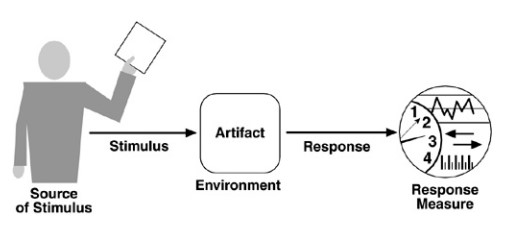 1
2
3
4
Artifact
Stimulus
Response
Environment
Source
of Stimulus
Response
Measure